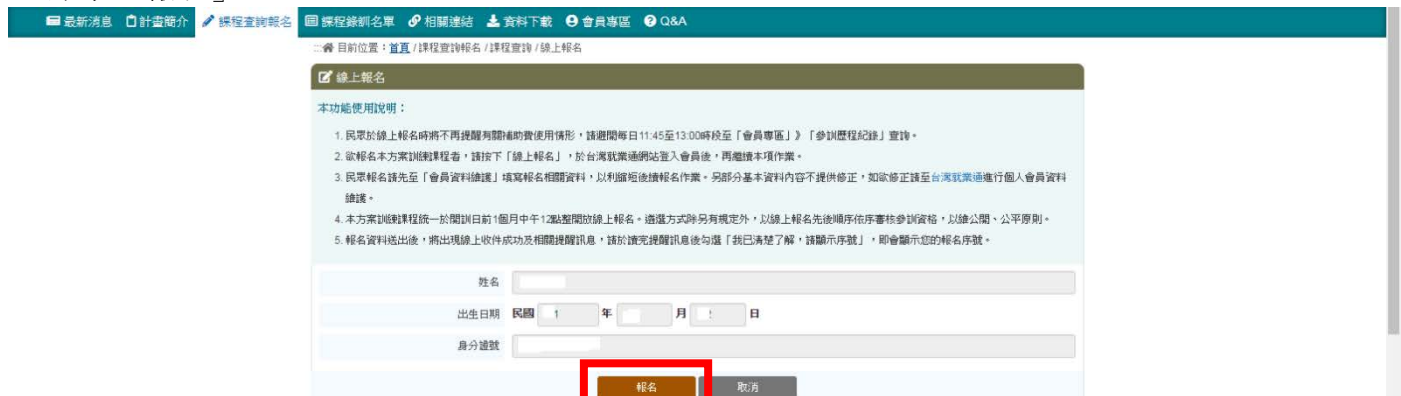 最新消息 計畫簡介 課程查詢報名 課程錄訓名單 相關連結 資料下載 會員專區 Q&A
目前位置：首頁 / 課程查詢報名 / 課程查詢 / 線上報名
線上報名
本功能使用說明：
1. 民眾於線上報名時將不再提醒有關補助費使用情形，請避開每日11:45至13:00時段至「會員專區」》「參訓歷程紀錄」查詢。
2. 欲報名本方案訓練課程者，請按下「線上報名」，於台灣就業通網站登入會員後，再繼續本項作業。
3. 民眾報名請先至「會員資料維護」填寫報名相關資料，以利縮短後續報名作業。另部分基本資料內容不提供修正，如欲修正請至台灣就業通進行個人會員資料
維護。
4. 本方案訓練課程統一於開訓日前1個月中午12點整開放線上報名。遴選方式除另有規定外，以線上報名先後順序依序審核參訓資格，以維公開、公平原則。
5. 報名資料送出後，將出現線上收件成功及相關提醒訊息，請於讀完提醒訊息後勾選「我已清楚了解，請顯示序號」，即會顯示您的報名序號。
姓名
出生日期 民國 1 年 月 日
身分證號
報名 取消